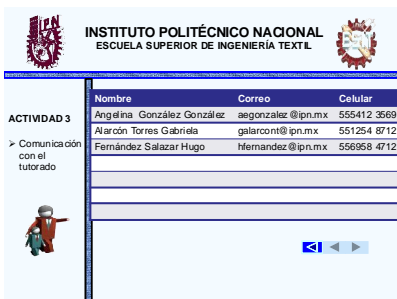 IPN
INSTITUTO POLITÉCNICO NACIONAL
ESCUELA SUPERIOR DE INGENIERÍA TEXTIL
ACTIVIDAD 3
Comunicación
con el
tutorado
Nombre Correo Celular
Angelina González González aegonzalez@ipn.mx 555412 3569
Alarcón Torres Gabriela galarcont@ipn.mx 551254 8712
Fernández Salazar Hugo hfernandez@ipn.mx 556958 4712